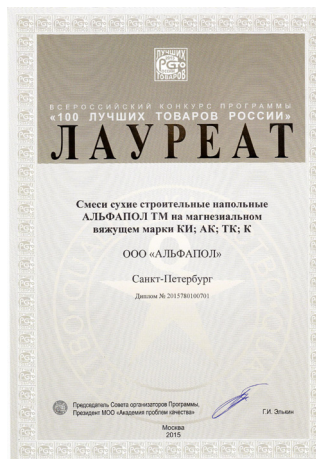 ЛУЧШИХ
ТОВАРОВ
ВСЕРОССИЙСКИЙ КОНКУРС ПРОГРАММЫ
«100 ЛУЧШИХ ТОВАРОВ РОССИИ»
ЛАУРЕАТ
Смеси сухие строительные напольные
АЛЬФАПОЛ ТМ на магнезиальном
вяжущем марки КИ; АК; ТК; К
ООО «АЛЬФАПОЛ»
Санкт-Петербург
Диплом № 2015780100701
Председатель Совета организаторов Программы,
Президент МОО «Академия проблем качества»
Г.И. Элькин
Москва
2015